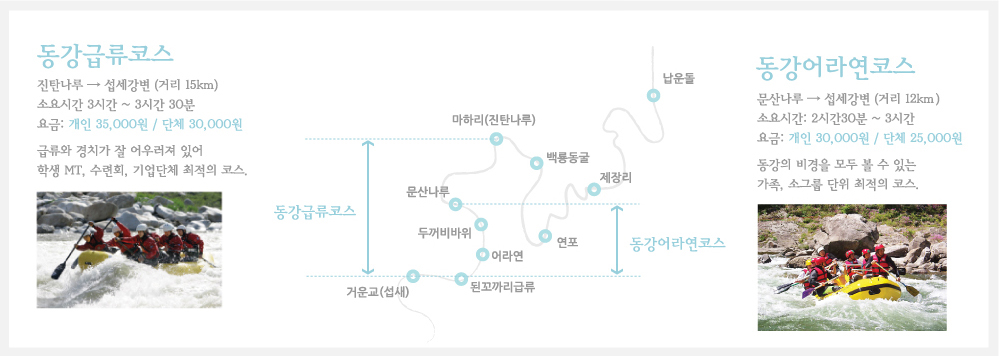 동강급류코스
진탄나루 → 섭세강변 (거리 15km)
소요시간 3시간 ~ 3시간 30분
요금: 개인 35,000원 / 단체 30,000원
급류와 경치가 잘 어우러져 있어
학생 MT, 수련회, 기업단체 최적의 코스.
납운돌
마하리(진탄나루)
백룡동굴
제장리
문산나루
동강급류코스
두꺼비바위
연포
동강어라연코스
어라연
거운교(섭새)
된꼬까리급류
동강어라연코스
문산나루 → 섭세강변 (거리 12km)
소요시간: 2시간30분 ~ 3시간
요금: 개인 30,000원 / 단체 25,000원
동강의 비경을 모두 볼 수 있는
가족, 소그룹 단위 최적의 코스.